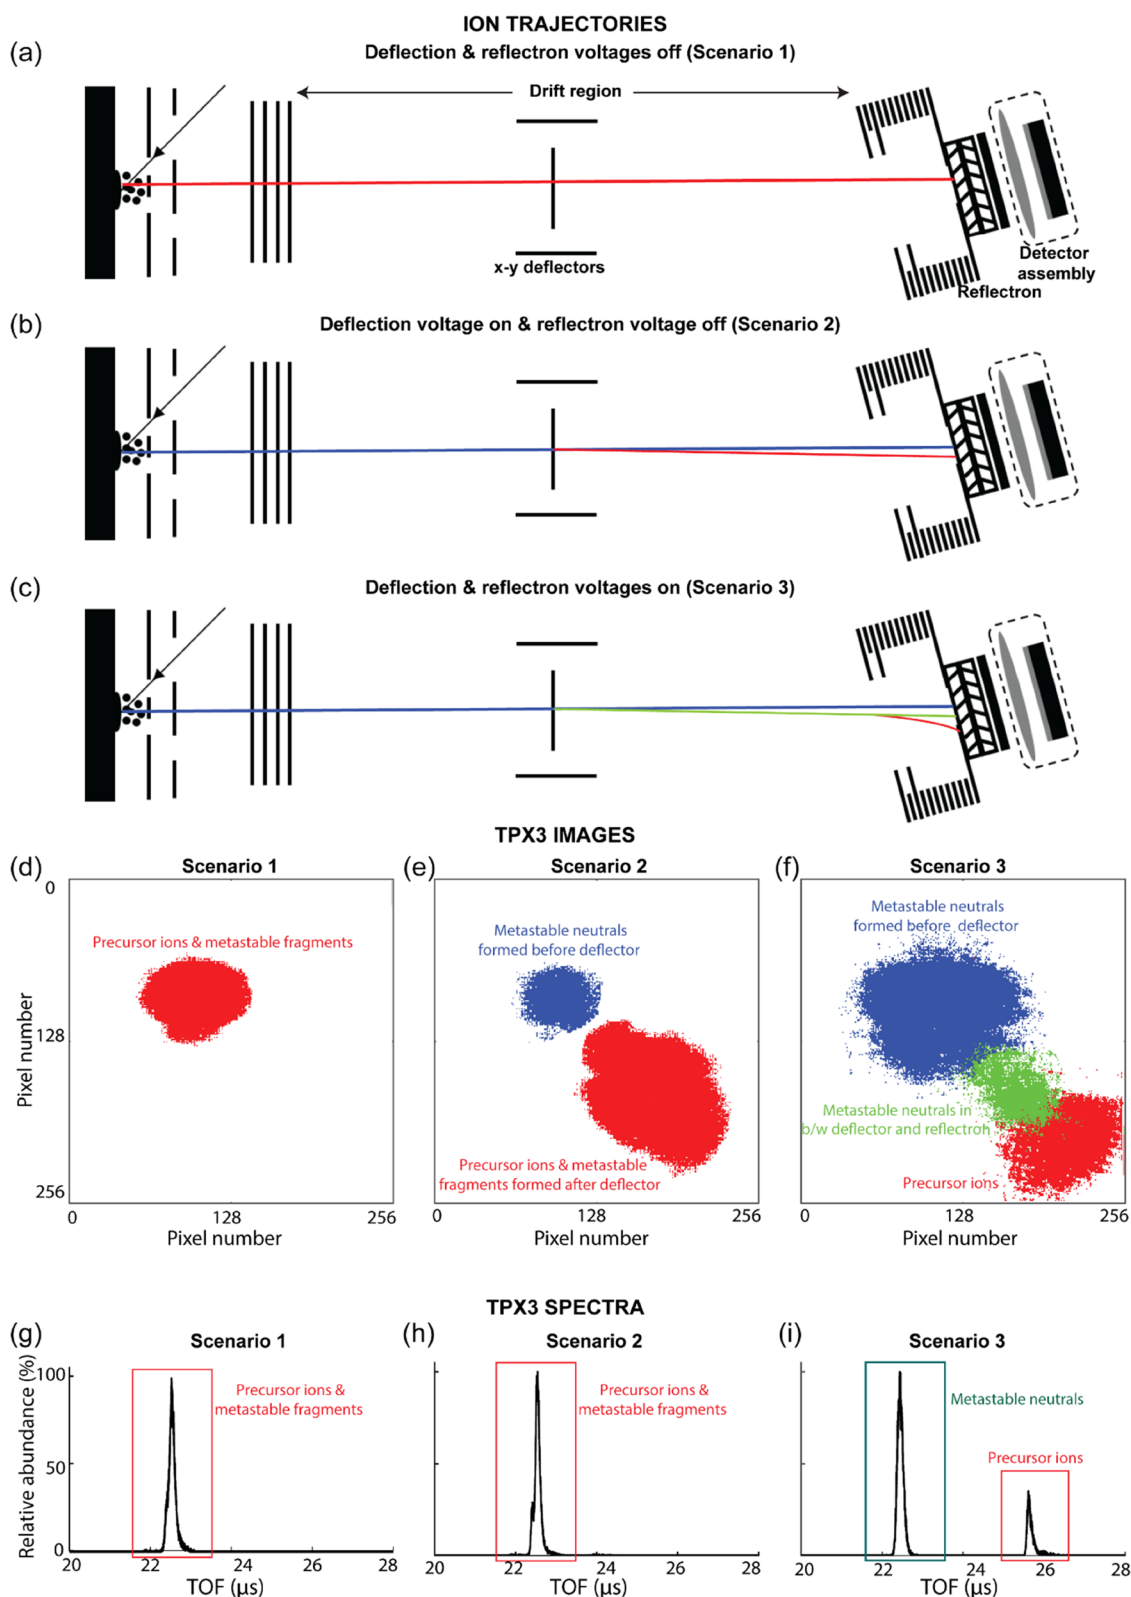 ION TRAJECTORIES
(a)
Deflection & reflectron voltages off (Scenario 1)
Drift region
x-y deflectors
Detector
assembly
Reflectron
(b)
Deflection voltage on & reflectron voltage off (Scenario 2)
(c)
Deflection & reflectron voltages on (Scenario 3)
TPX3 IMAGES
(d)
Scenario 1
(e)
Scenario 2
(f)
Scenario 3
0
128
256
Pixel number
Precursor ions & metastable fragments
0
128
256
Pixel number
Metastable neutrals
formed before deflector
Precursor ions & metastable
fragments formed after deflector
0
128
256
Pixel number
Metastable neutrals
formed before deflector
Metastable neutrals in
b/w deflector and reflectron
Precursor ions
0
128
256
Pixel number
TPX3 SPECTRA
(g)
Scenario 1
(h)
Scenario 2
(i)
Scenario 3
Relative abundance (%)
100
50
0
Precursor ions &
metastable fragments
20
22
24
26
28
TOF (µs)
Precursor ions &
metastable fragments
20
22
24
26
28
TOF (µs)
Metastable neutrals
Precursor ions
20
22
24
26
28
TOF (µs)